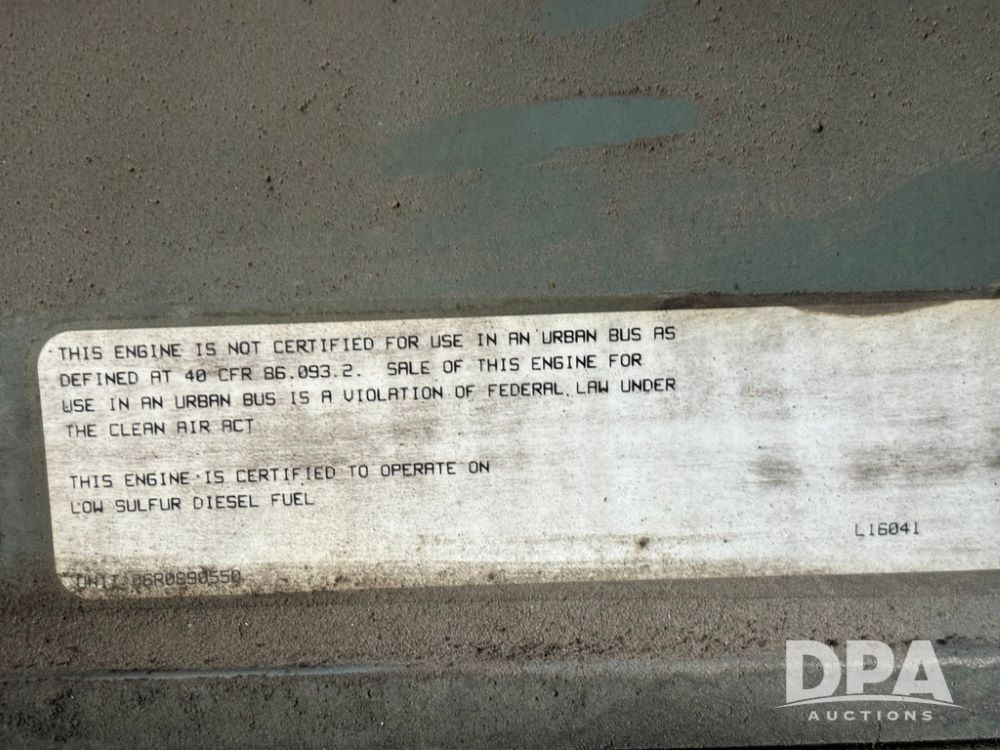 THIS ENGINE IS NOT CERTIFIED FOR USE IN AN URBAN BUS AS
DEFINED AT 40 CFR 86.093.2. SALE OF THIS ENGINE FOR
USE IN AN URBAN BUS IS A VIOLATION OF FEDERAL LAW UNDER
THE CLEAN AIR ACT
THIS ENGINE IS CERTIFIED TO OPERATE ON
LOW SULFUR DIESEL FUEL
L16041
UNIT 06R0890550
DPA
AUCTIONS